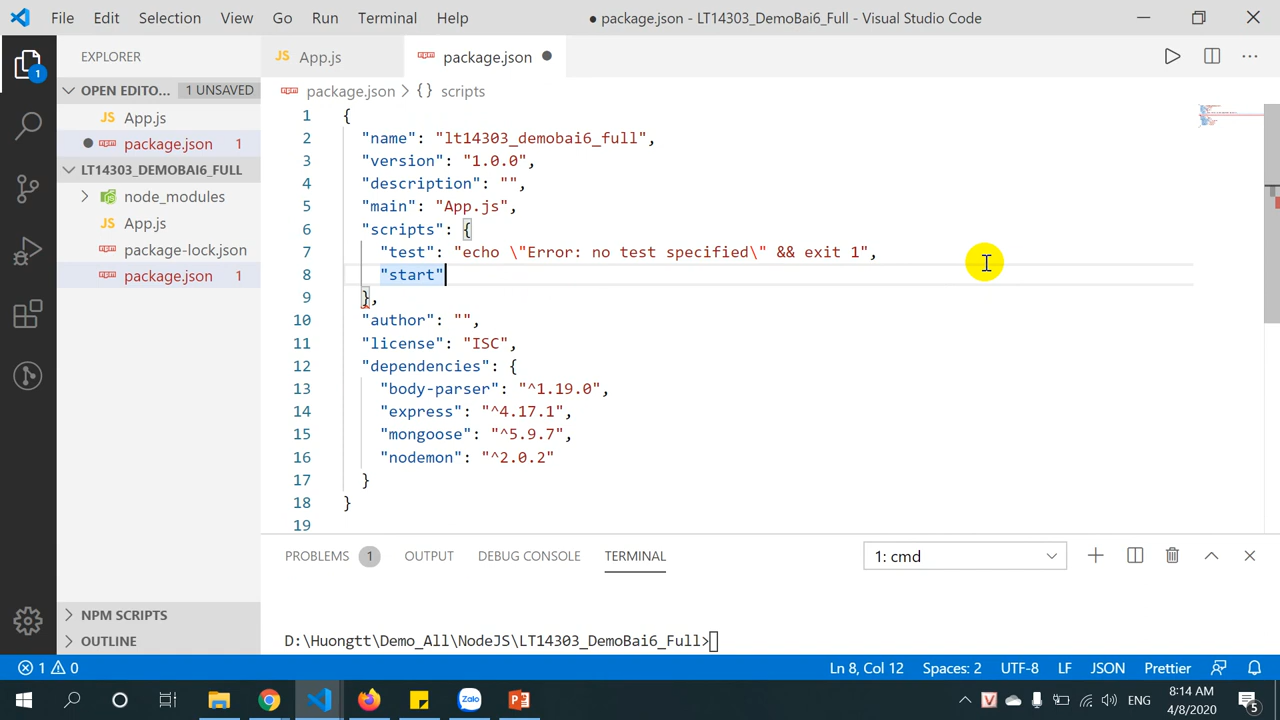 File Edit Selection View Go Run Terminal Help ● package.json - LT14303_DemoBai6_Full - Visual Studio Code
EXPLORER
JS App.js
package.json ●
OPEN EDITO... 1 UNSAVED
JS App.js
● package.json 1
LT14303_DEMOBAI6_FULL
node_modules
JS App.js
package-lock.json
package.json 1
NPM SCRIPTS
OUTLINE
1
package.json > {} scripts
1 {
2 "name": "lt14303_demobai6_full",
3 "version": "1.0.0",
4 "description": "",
5 "main": "App.js",
6 "scripts": {
7 "test": "echo \"Error: no test specified\" && exit 1",
8 "start"
9 },
10 "author": "",
11 "license": "ISC",
12 "dependencies": {
13 "body-parser": "^1.19.0",
14 "express": "^4.17.1",
15 "mongoose": "^5.9.7",
16 "nodemon": "^2.0.2"
17 }
18 }
19
PROBLEMS 1 OUTPUT DEBUG CONSOLE TERMINAL 1: cmd
D:\Huongtt\Demo_All\NodeJS\LT14303_DemoBai6_Full>
1 0 Ln 8, Col 12 Spaces: 2 UTF-8 LF JSON Prettier
Zalo
V
ENG
8:14 AM
4/8/2020
5